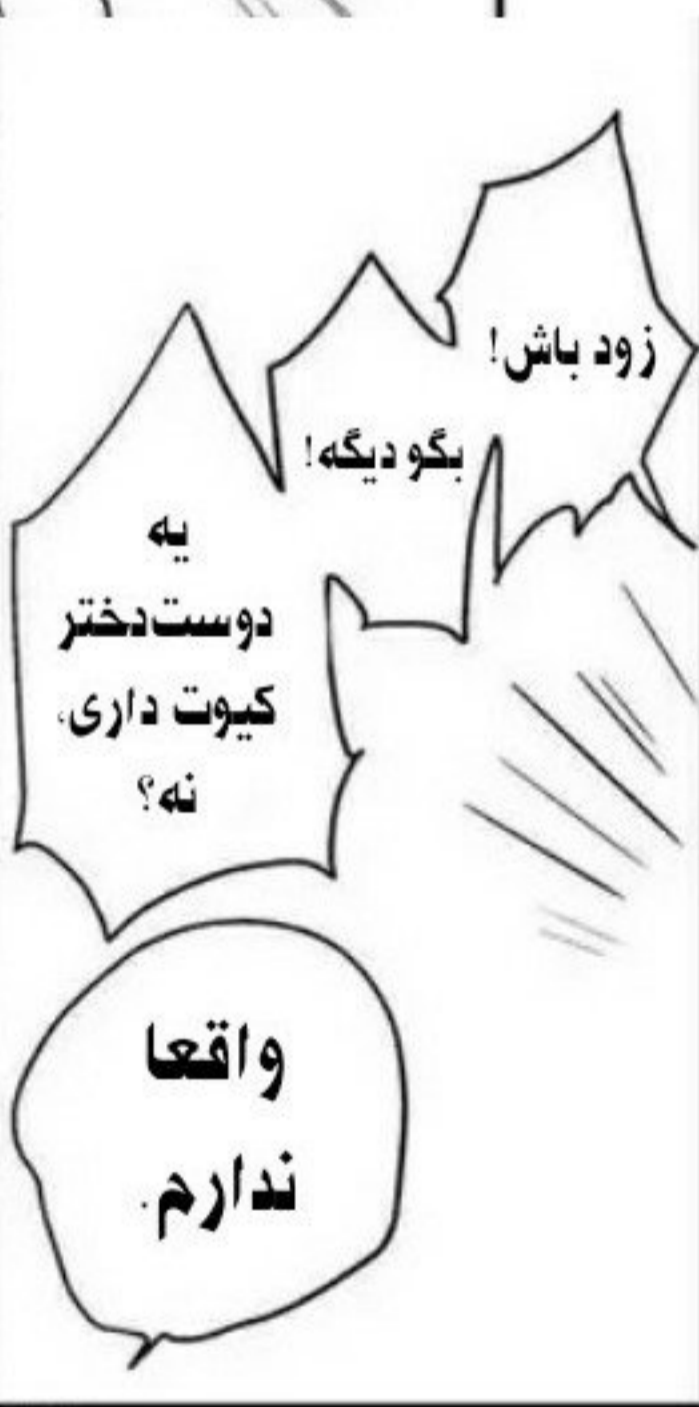 زود باش!
بگو دیگه!
یه
دوست‌دختر
کیوت داری،
نه؟
واقعا
ندارم.